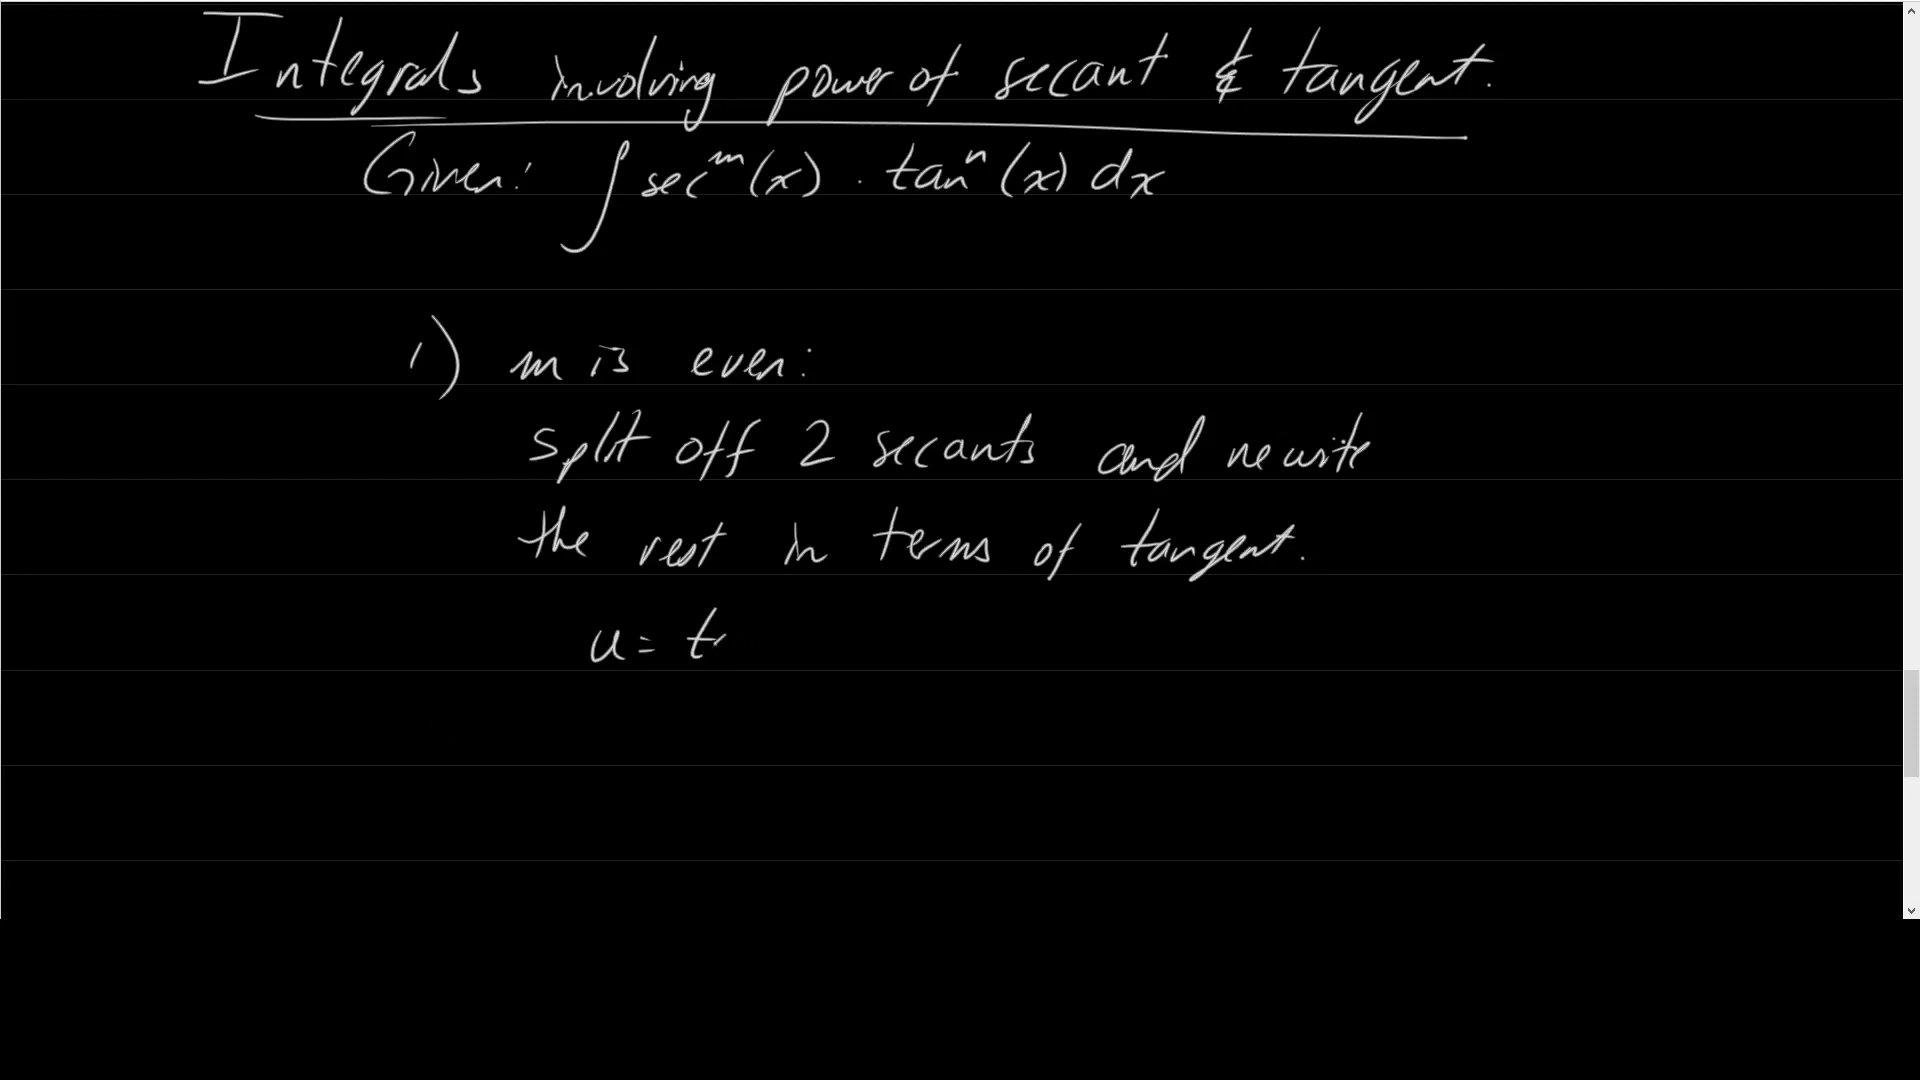 Integrals involving power of secant & tangent.
Given: ∫ sec^m (x) · tan^n (x) dx
1) m is even:
split off 2 secants and rewrite
the rest in terms of tangent.
u = t